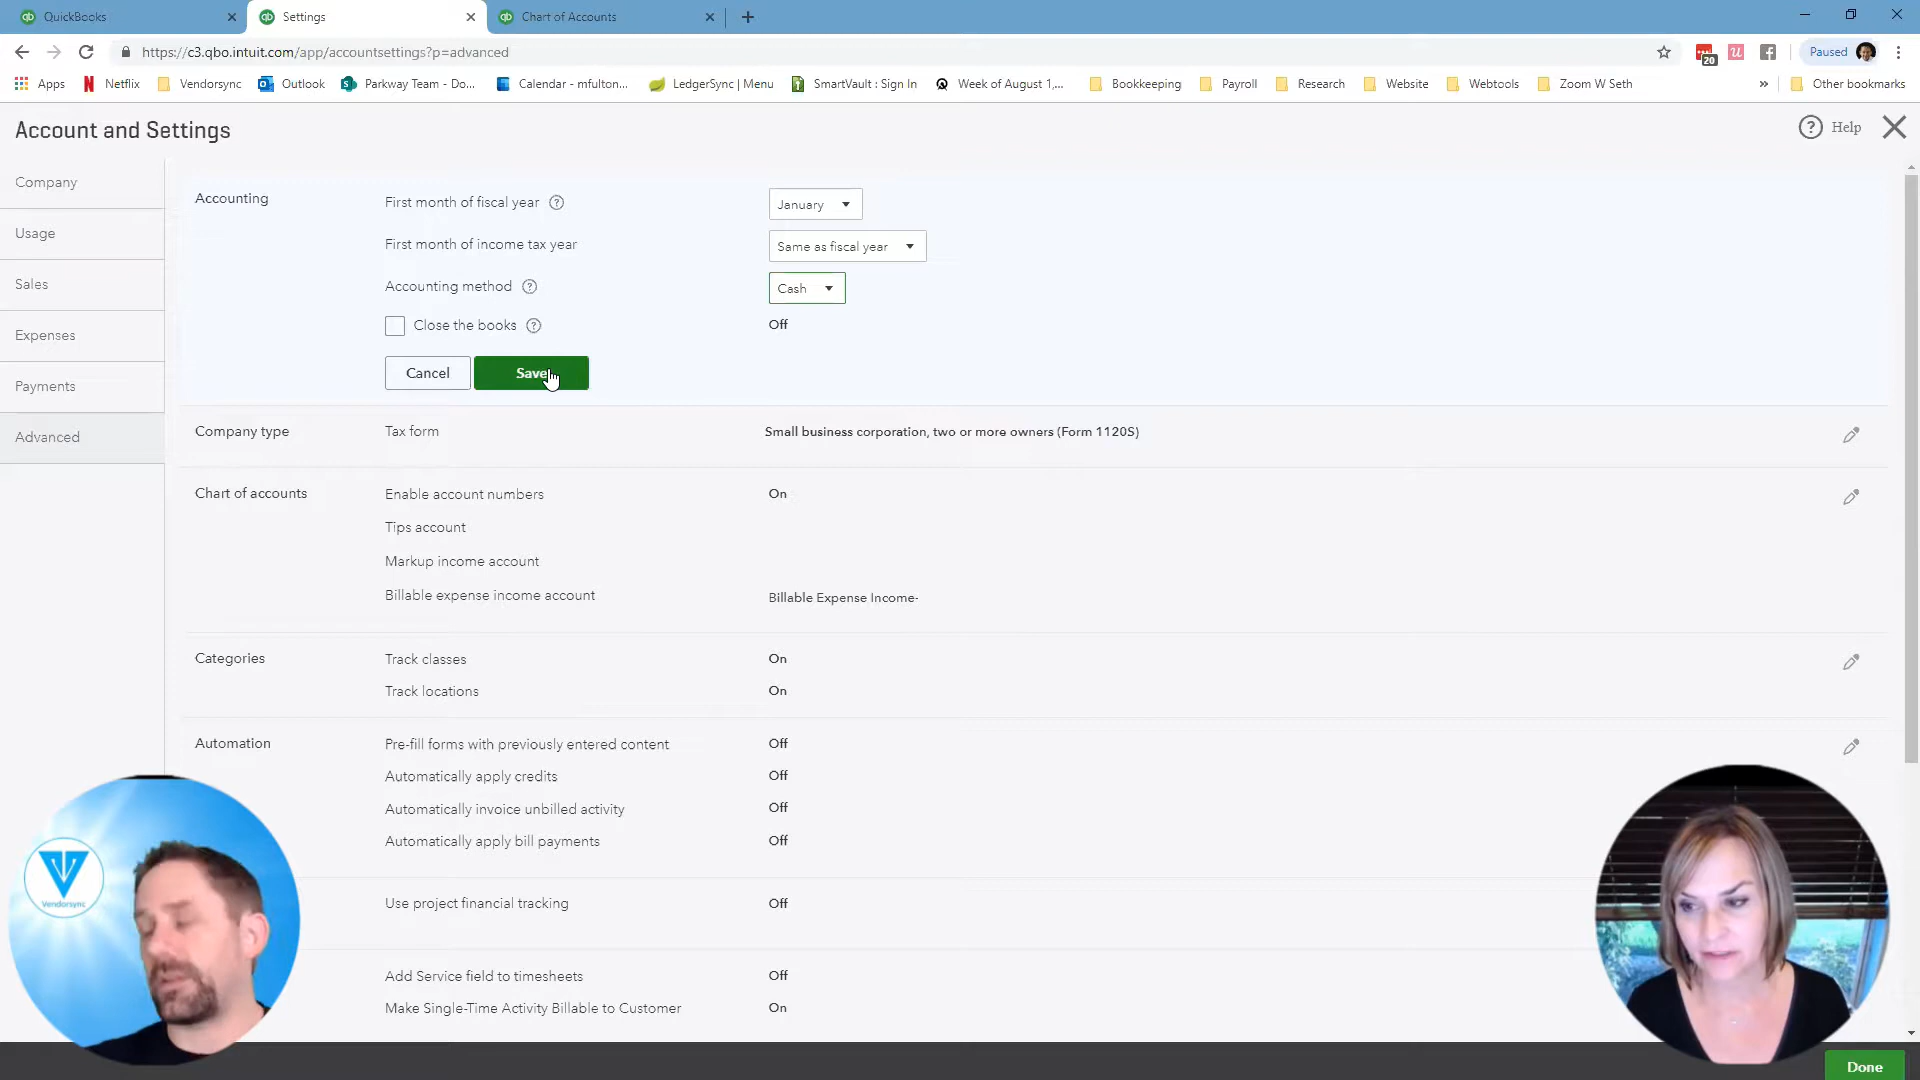 QuickBooks
Settings
Chart of Accounts
https://c3.qbo.intuit.com/app/accountsettings?p=advanced
20
Paused
Apps Netflix Vendorsync Outlook Parkway Team - Do... Calendar - mfulton... LedgerSync | Menu SmartVault : Sign In Week of August 1,... Bookkeeping Payroll Research Website Webtools Zoom W Seth » Other bookmarks
Account and Settings
? Help
Company
Usage
Sales
Expenses
Payments
Advanced
Accounting
First month of fiscal year ? January
First month of income tax year Same as fiscal year
Accounting method ? Cash
Close the books ? Off
Cancel Save
Company type Tax form Small business corporation, two or more owners (Form 1120S)
Chart of accounts Enable account numbers On
Tips account
Markup income account
Billable expense income account Billable Expense Income-
Categories Track classes On
Track locations On
Automation Pre-fill forms with previously entered content Off
Automatically apply credits Off
Automatically invoice unbilled activity Off
Automatically apply bill payments Off
Use project financial tracking Off
Add Service field to timesheets Off
Make Single-Time Activity Billable to Customer On
Vendorsync
Done